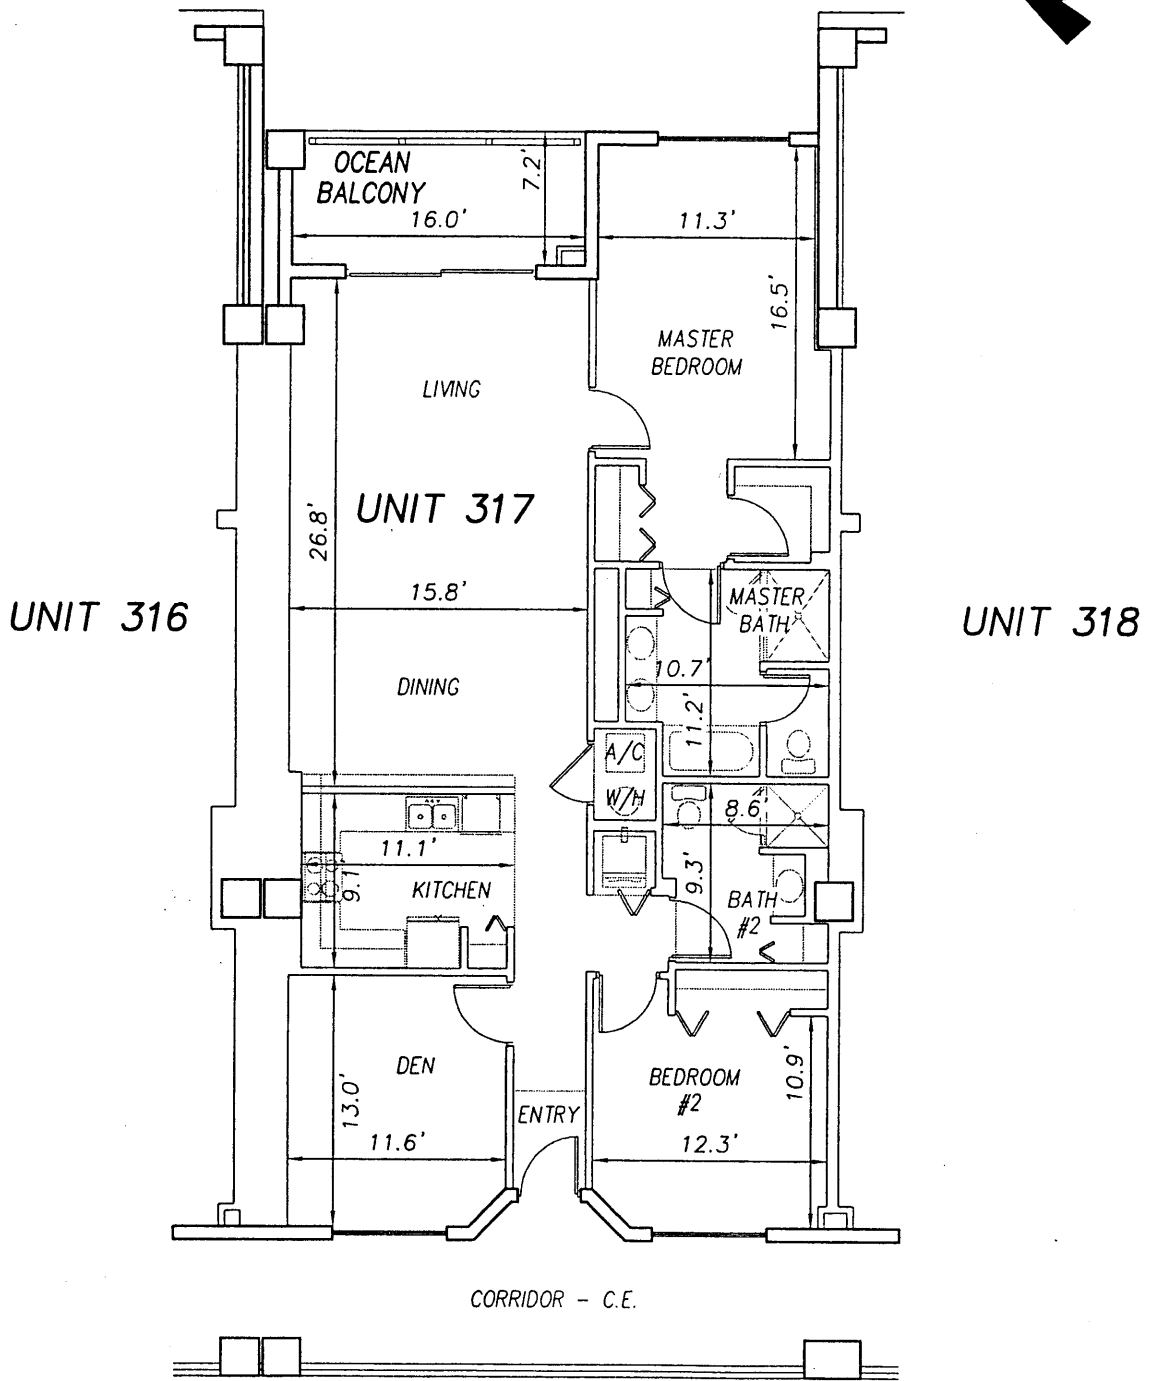 OCEAN
BALCONY
7.2'
16.0'
11.3'
16.5'
MASTER
BEDROOM
LIVING
UNIT 317
26.8'
15.8'
UNIT 316
UNIT 318
MASTER
BATH
10.7'
11.2'
DINING
A/C
W/H
8.6'
11.1'
9.1'
KITCHEN
9.3'
BATH
#2
DEN
13.0'
11.6'
ENTRY
BEDROOM
#2
10.9'
12.3'
CORRIDOR - C.E.